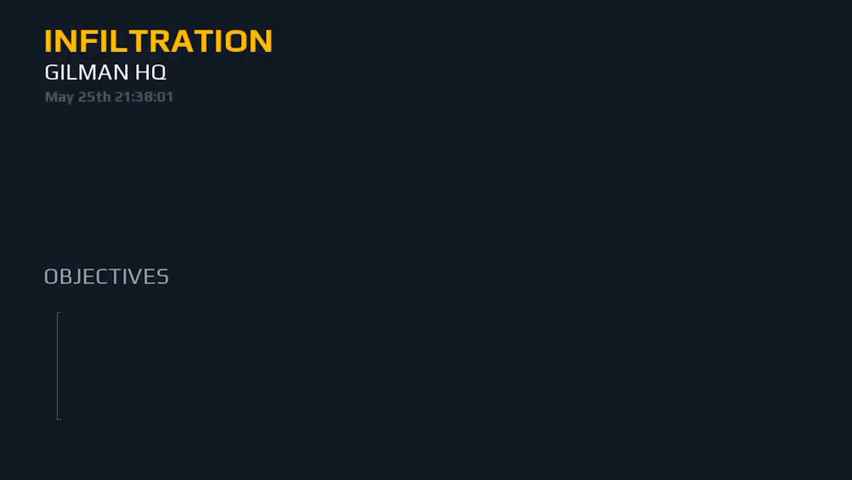 INFILTRATION
GILMAN HQ
May 25th 21:38:01
OBJECTIVES